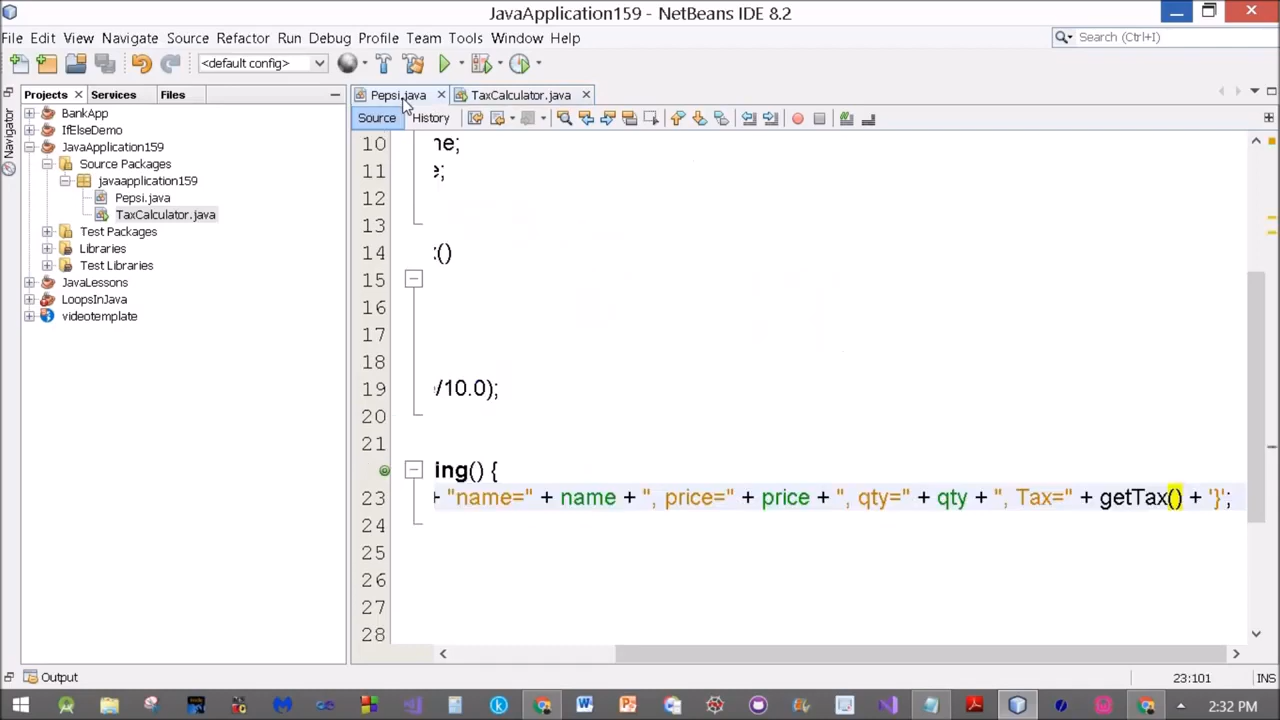 JavaApplication159 - NetBeans IDE 8.2
File Edit View Navigate Source Refactor Run Debug Profile Team Tools Window Help
Search (Ctrl+I)
<default config>
Projects Services Files
Pepsi.java TaxCalculator.java
Source History
Navigator
BankApp
IfElseDemo
JavaApplication159
Source Packages
javaapplication159
Pepsi.java
TaxCalculator.java
Test Packages
Libraries
Test Libraries
JavaLessons
LoopsInJava
videotemplate
10 ne;
11 e;
12
13
14 x()
15
16
17
18
19 /10.0);
20
21
ing() {
23 + "name=" + name + ", price=" + price + ", qty=" + qty + ", Tax=" + getTax() + '}';
24
25
26
27
28
Output
23:101 INS
2:32 PM